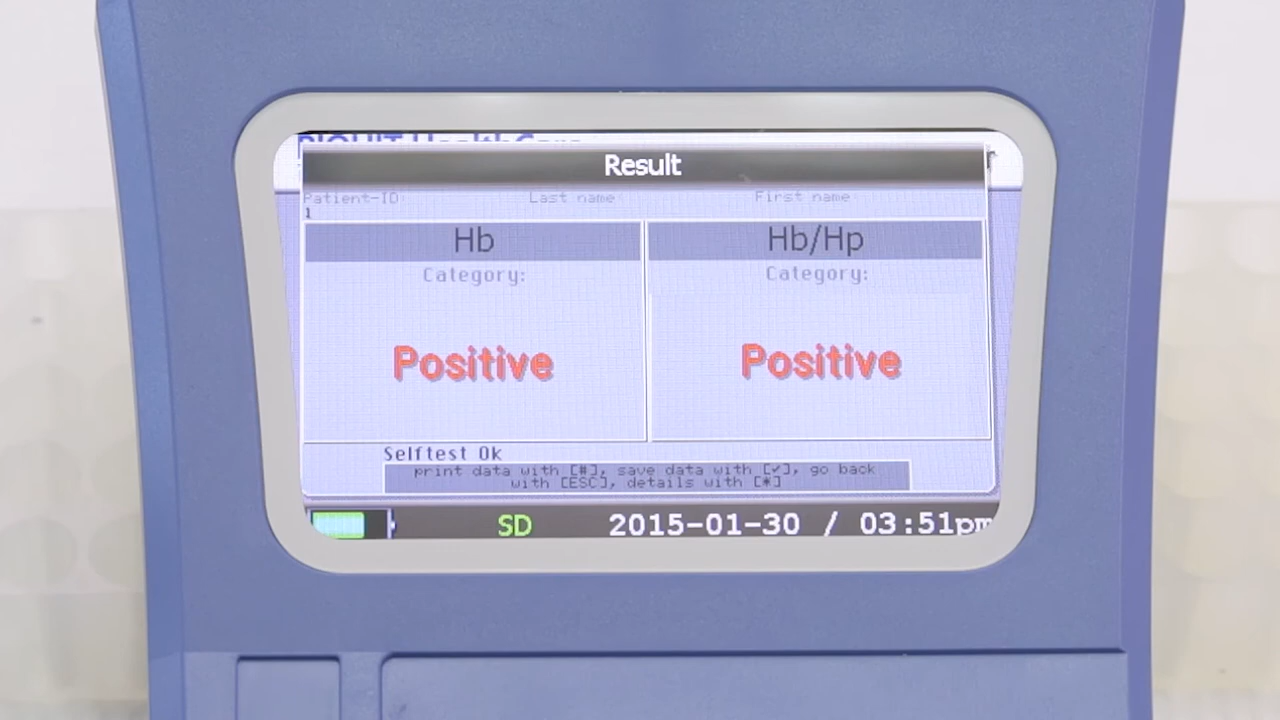 Result
Patient-ID: Last name: First name:
1
Hb Hb/Hp
Category: Category:
Positive Positive
Selftest Ok
print data with [#], save data with [✓], go back
with [ESC], details with [*]
SD 2015-01-30 / 03:51pm